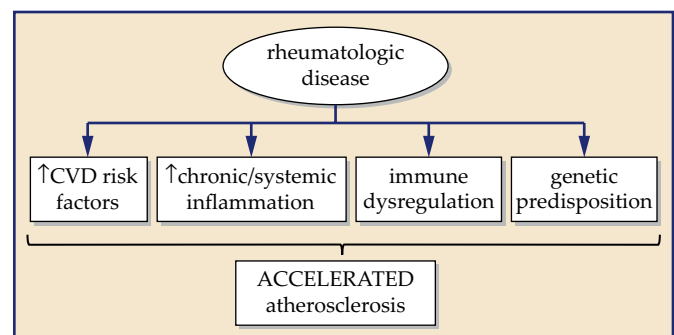 rheumatologic
disease
↑CVD risk
factors
↑chronic/systemic
inflammation
immune
dysregulation
genetic
predisposition
ACCELERATED
atherosclerosis